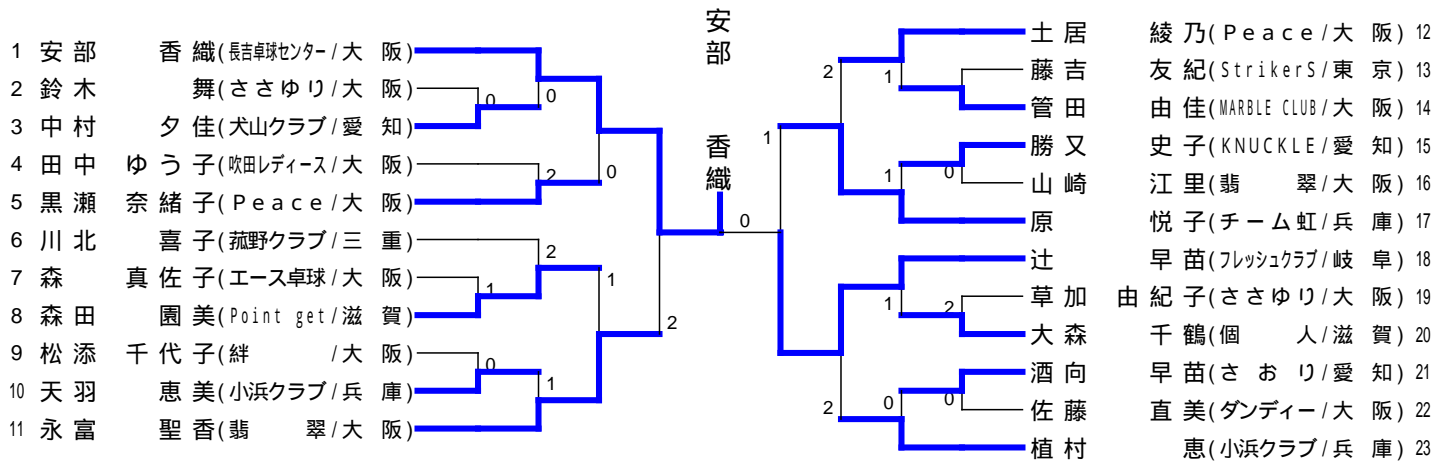 安部 香織
1 安部 香織(長吉卓球センター/大 阪)
2 鈴木 舞(ささゆり/大 阪)
3 中村 夕佳(犬山クラブ/愛 知)
4 田中 ゆう子(吹田レディース/大 阪)
5 黒瀬 奈緒子(Peace/大 阪)
6 川北 喜子(菰野クラブ/三 重)
7 森 真佐子(エース卓球/大 阪)
8 森田 園美(Point get/滋 賀)
9 松添 千代子(絆 /大 阪)
10 天羽 恵美(小浜クラブ/兵 庫)
11 永富 聖香(翡 翠/大 阪)
0
0
2
0
2
1
1
0
1
2
0
土居 綾乃(Peace/大 阪) 12
藤吉 友紀(StrikerS/東 京) 13
管田 由佳(MARBLE CLUB/大 阪) 14
勝又 史子(KNUCKLE/愛 知) 15
山崎 江里(翡 翠/大 阪) 16
原 悦子(チーム虹/兵 庫) 17
辻 早苗(フレッシュクラブ/岐 阜) 18
草加 由紀子(ささゆり/大 阪) 19
大森 千鶴(個 人/滋 賀) 20
酒向 早苗(さおり/愛 知) 21
佐藤 直美(ダンディー/大 阪) 22
植村 恵(小浜クラブ/兵 庫) 23
2
1
1
1
0
1
2
2
0
0